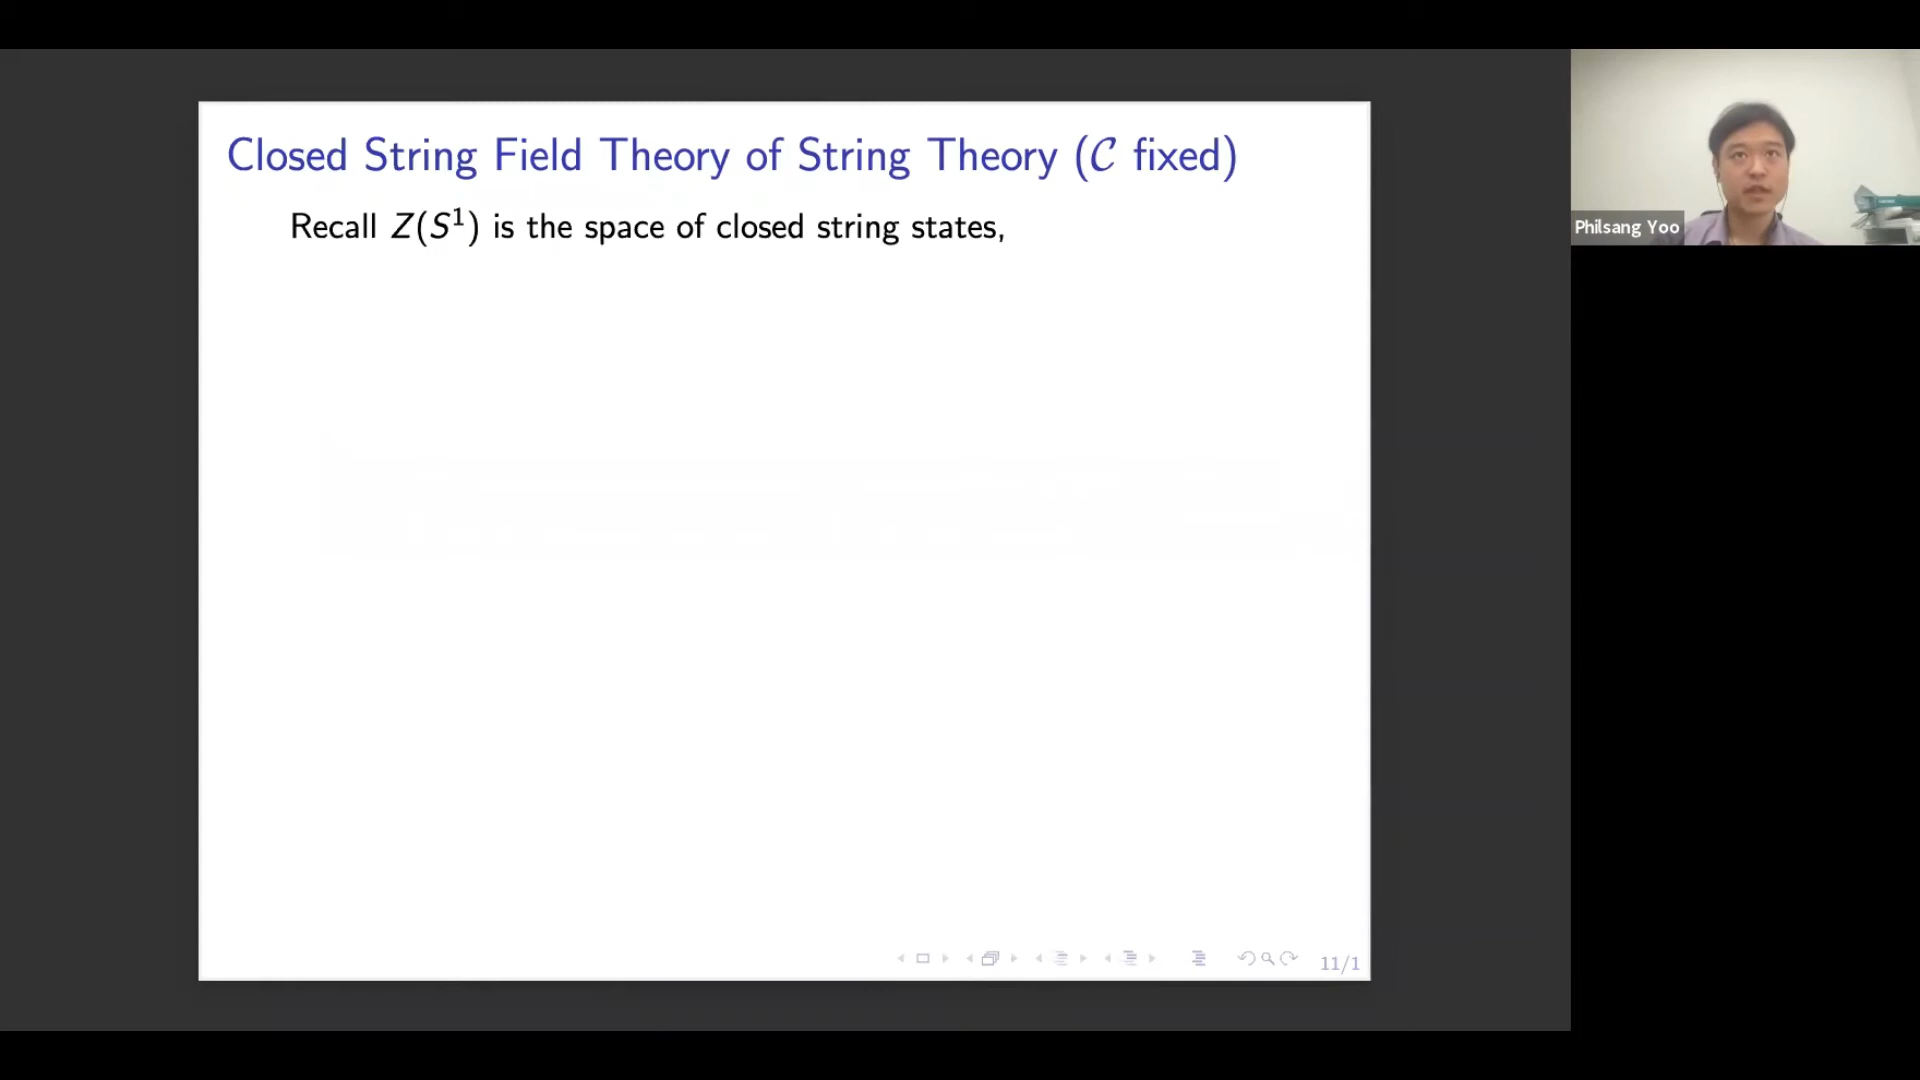 Closed String Field Theory of String Theory (𝒞 fixed)
Recall Z(S¹) is the space of closed string states,
Philsang Yoo
11/1